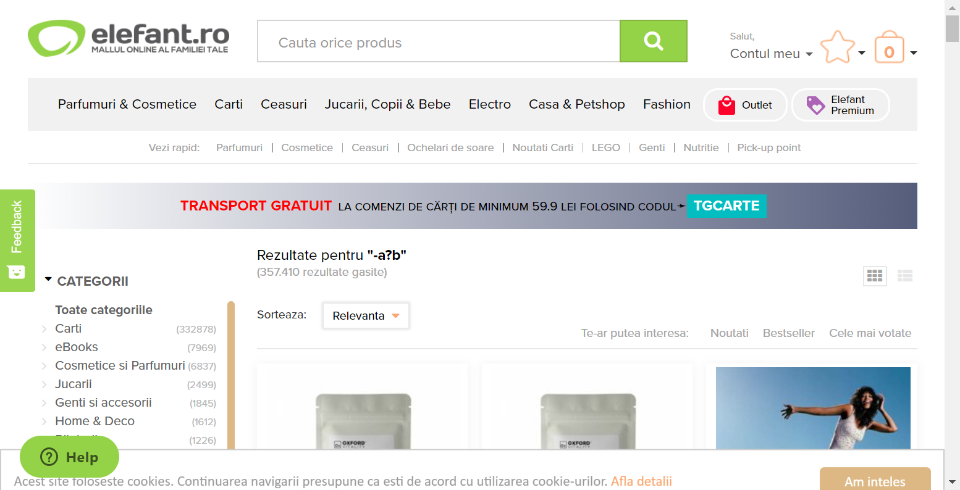 elefant.ro
MALLUL ONLINE AL FAMILIEI TALE
Cauta orice produs
Salut,
Contul meu
0
Parfumuri & Cosmetice Carti Ceasuri Jucarii, Copii & Bebe Electro Casa & Petshop Fashion Outlet Elefant Premium
Vezi rapid: Parfumuri | Cosmetice | Ceasuri | Ochelari de soare | Noutati Carti | LEGO | Genti | Nutritie | Pick-up point
TRANSPORT GRATUIT LA COMENZI DE CĂRȚI DE MINIMUM 59.9 LEI FOLOSIND CODUL TGCARTE
Feedback
Rezultate pentru "-a?b"
(357.410 rezultate gasite)
CATEGORII
Sorteaza: Relevanta
Te-ar putea interesa: Noutati Bestseller Cele mai votate
Toate categoriile
Carti (332878)
eBooks (7969)
Cosmetice si Parfumuri (6837)
Jucarii (2499)
Genti si accesorii (1845)
Home & Deco (1612)
(1226)
OXFORD
OXFORD
Help
Acest site foloseste cookies. Continuarea navigarii presupune ca esti de acord cu utilizarea cookie-urilor. Afla detalii
Am inteles